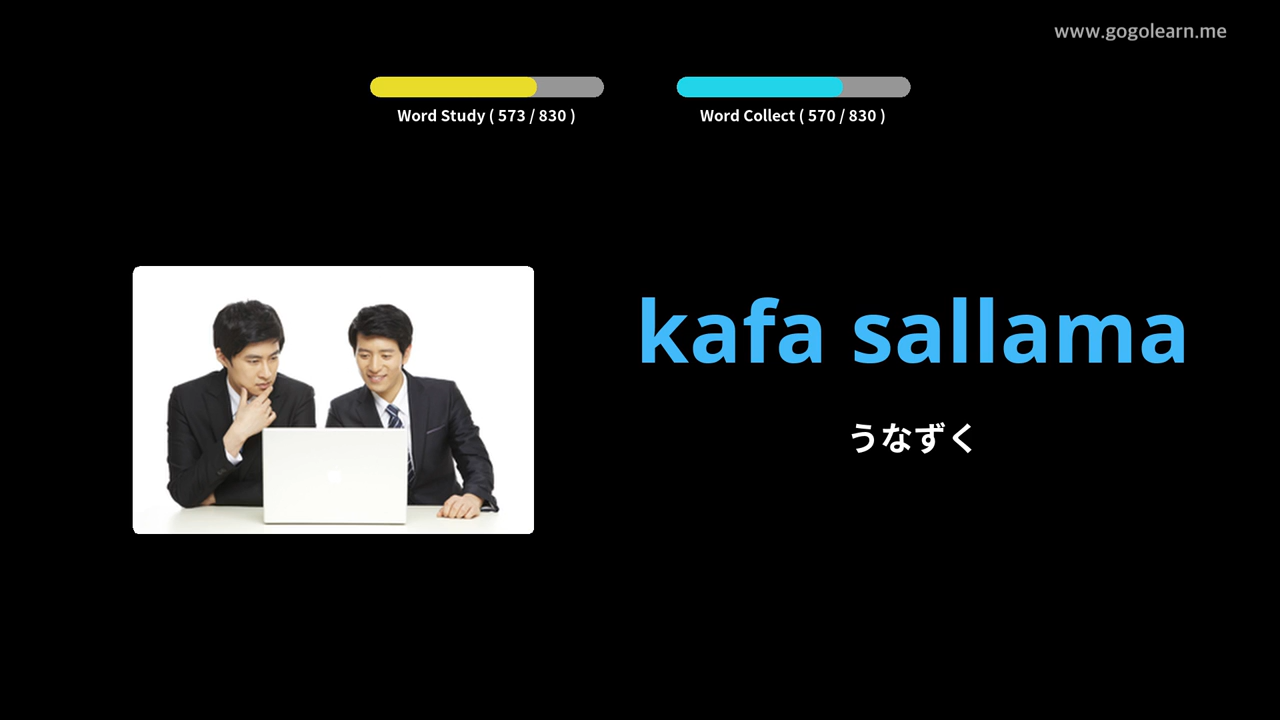 www.gogolearn.me
Word Study ( 573 / 830 )
Word Collect ( 570 / 830 )
kafa sallama
うなずく